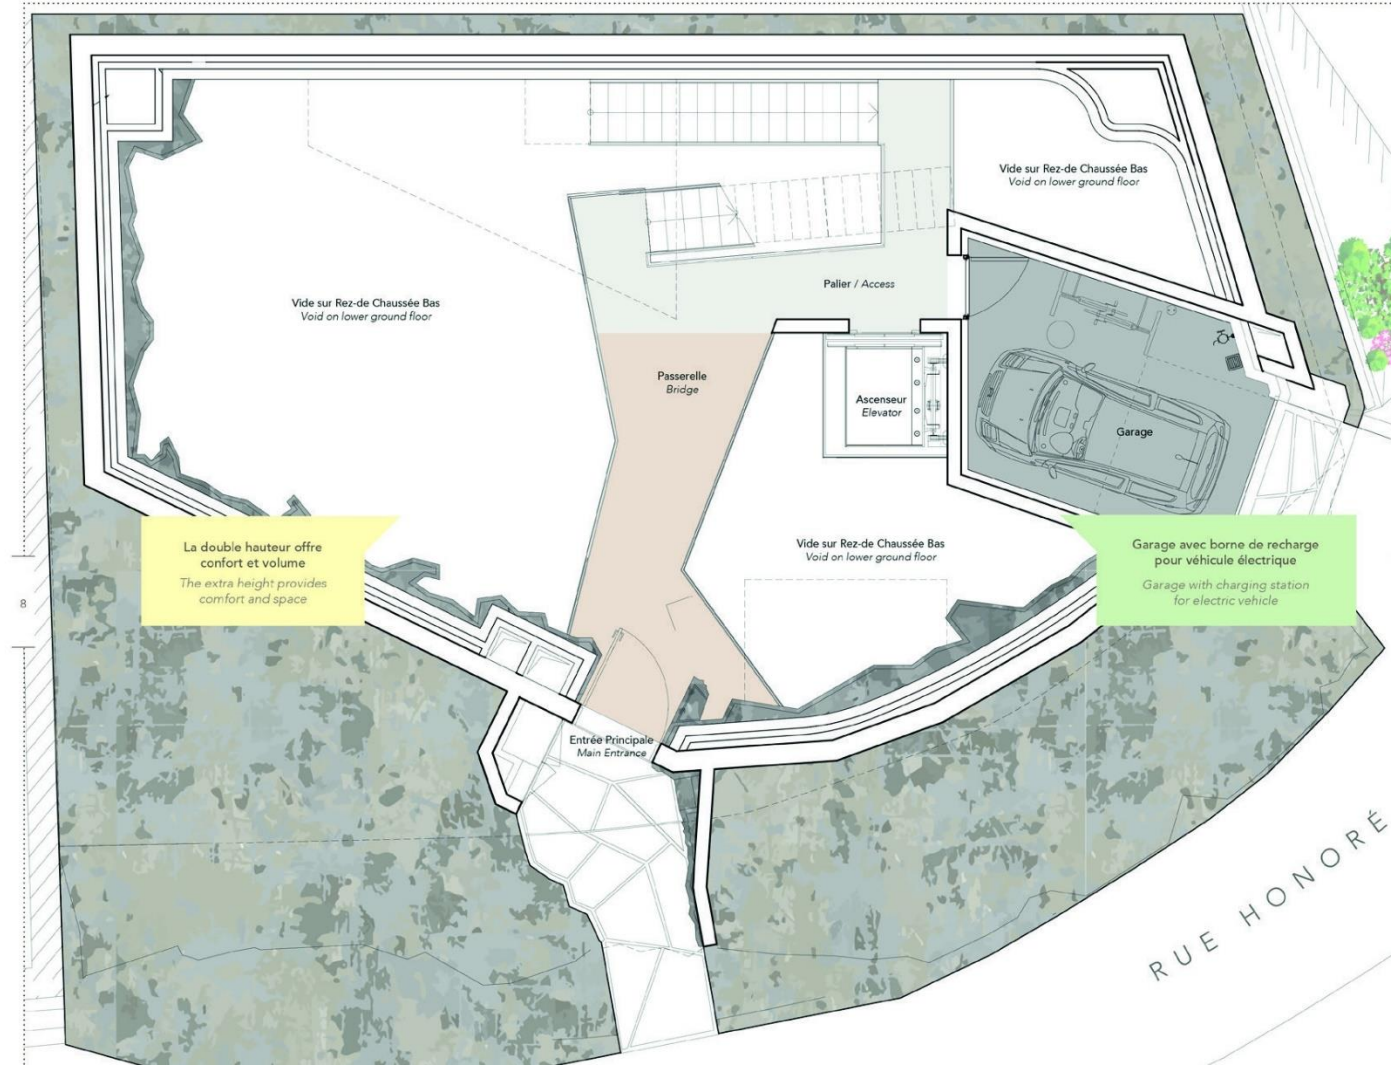 Vide sur Rez-de Chaussée Bas
Void on lower ground floor
Palier / Access
Vide sur Rez-de Chaussée Bas
Void on lower ground floor
Passerelle
Bridge
Ascenseur
Elevator
Garage
La double hauteur offre
confort et volume
The extra height provides
comfort and space
Vide sur Rez-de Chaussée Bas
Void on lower ground floor
Garage avec borne de recharge
pour véhicule électrique
Garage with charging station
for electric vehicle
8
Entrée Principale
Main Entrance
RUE HONORÉ